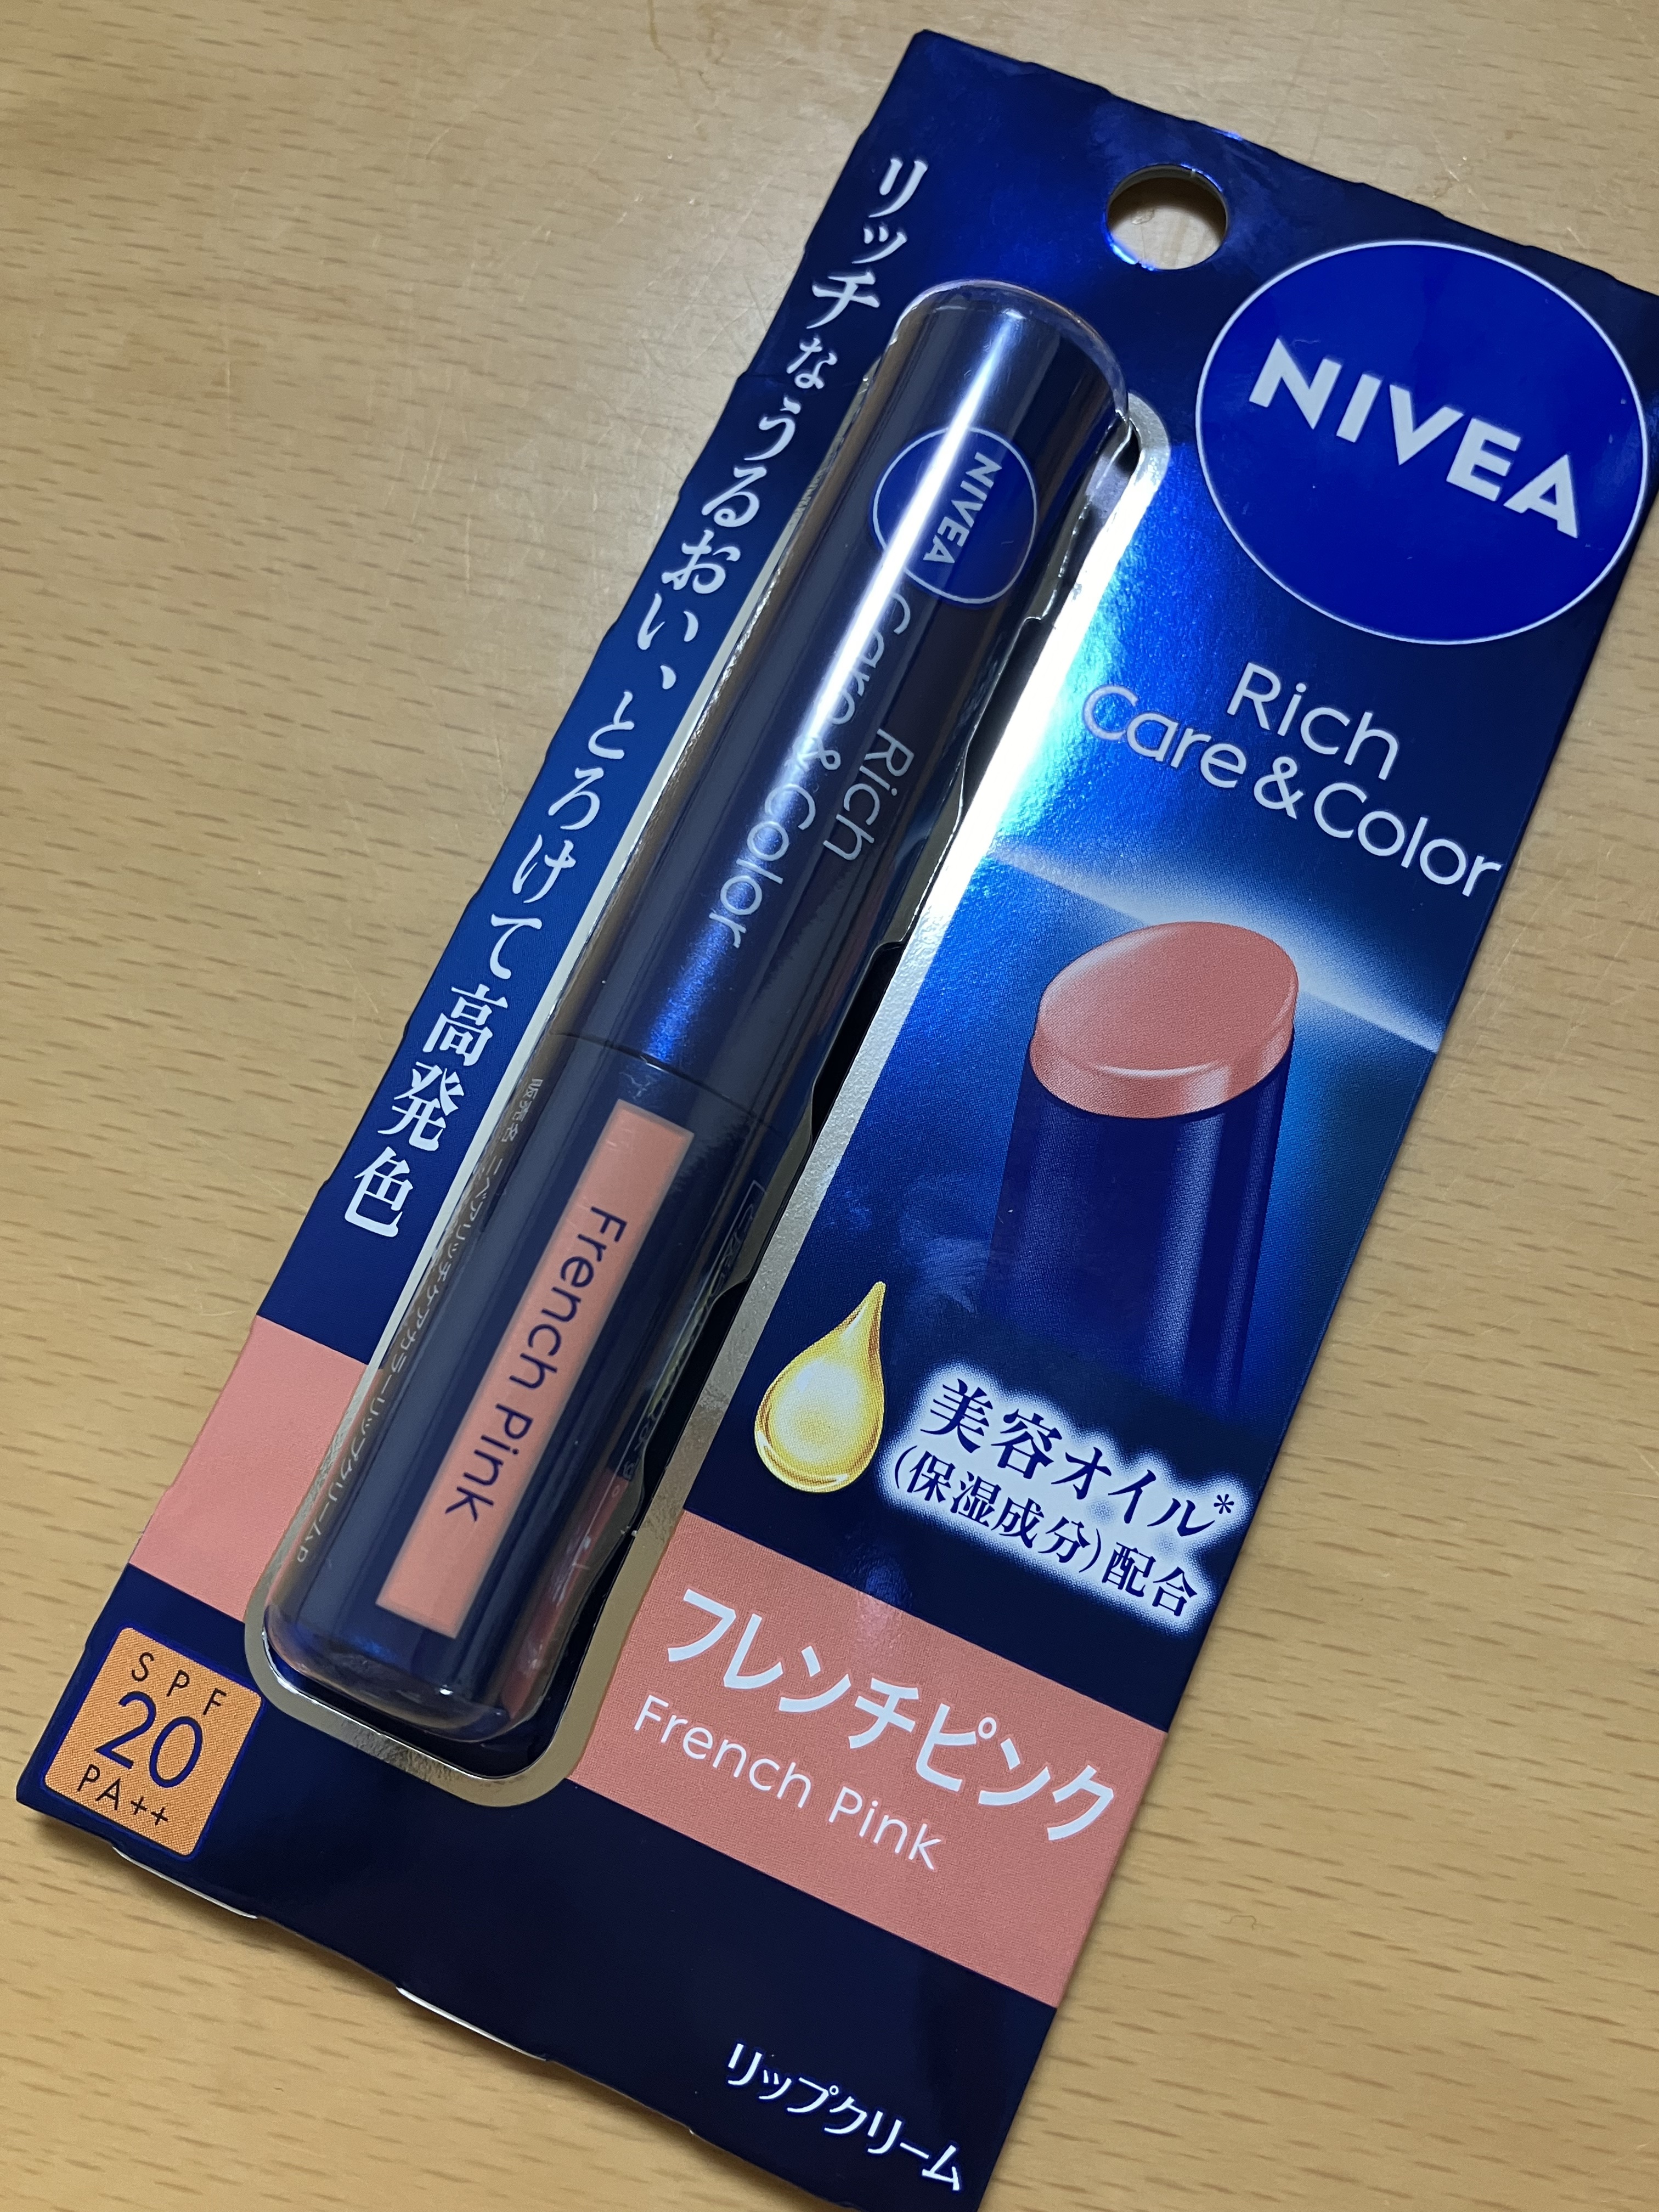 リッチなうるおい、とろけて高発色
NIVEA
Rich
Care & Color
NIVEA
Rich
Care & Color
French Pink
美容オイル*
(保湿成分)配合
フレンチピンク
French Pink
SPF
20
PA++
リップクリーム